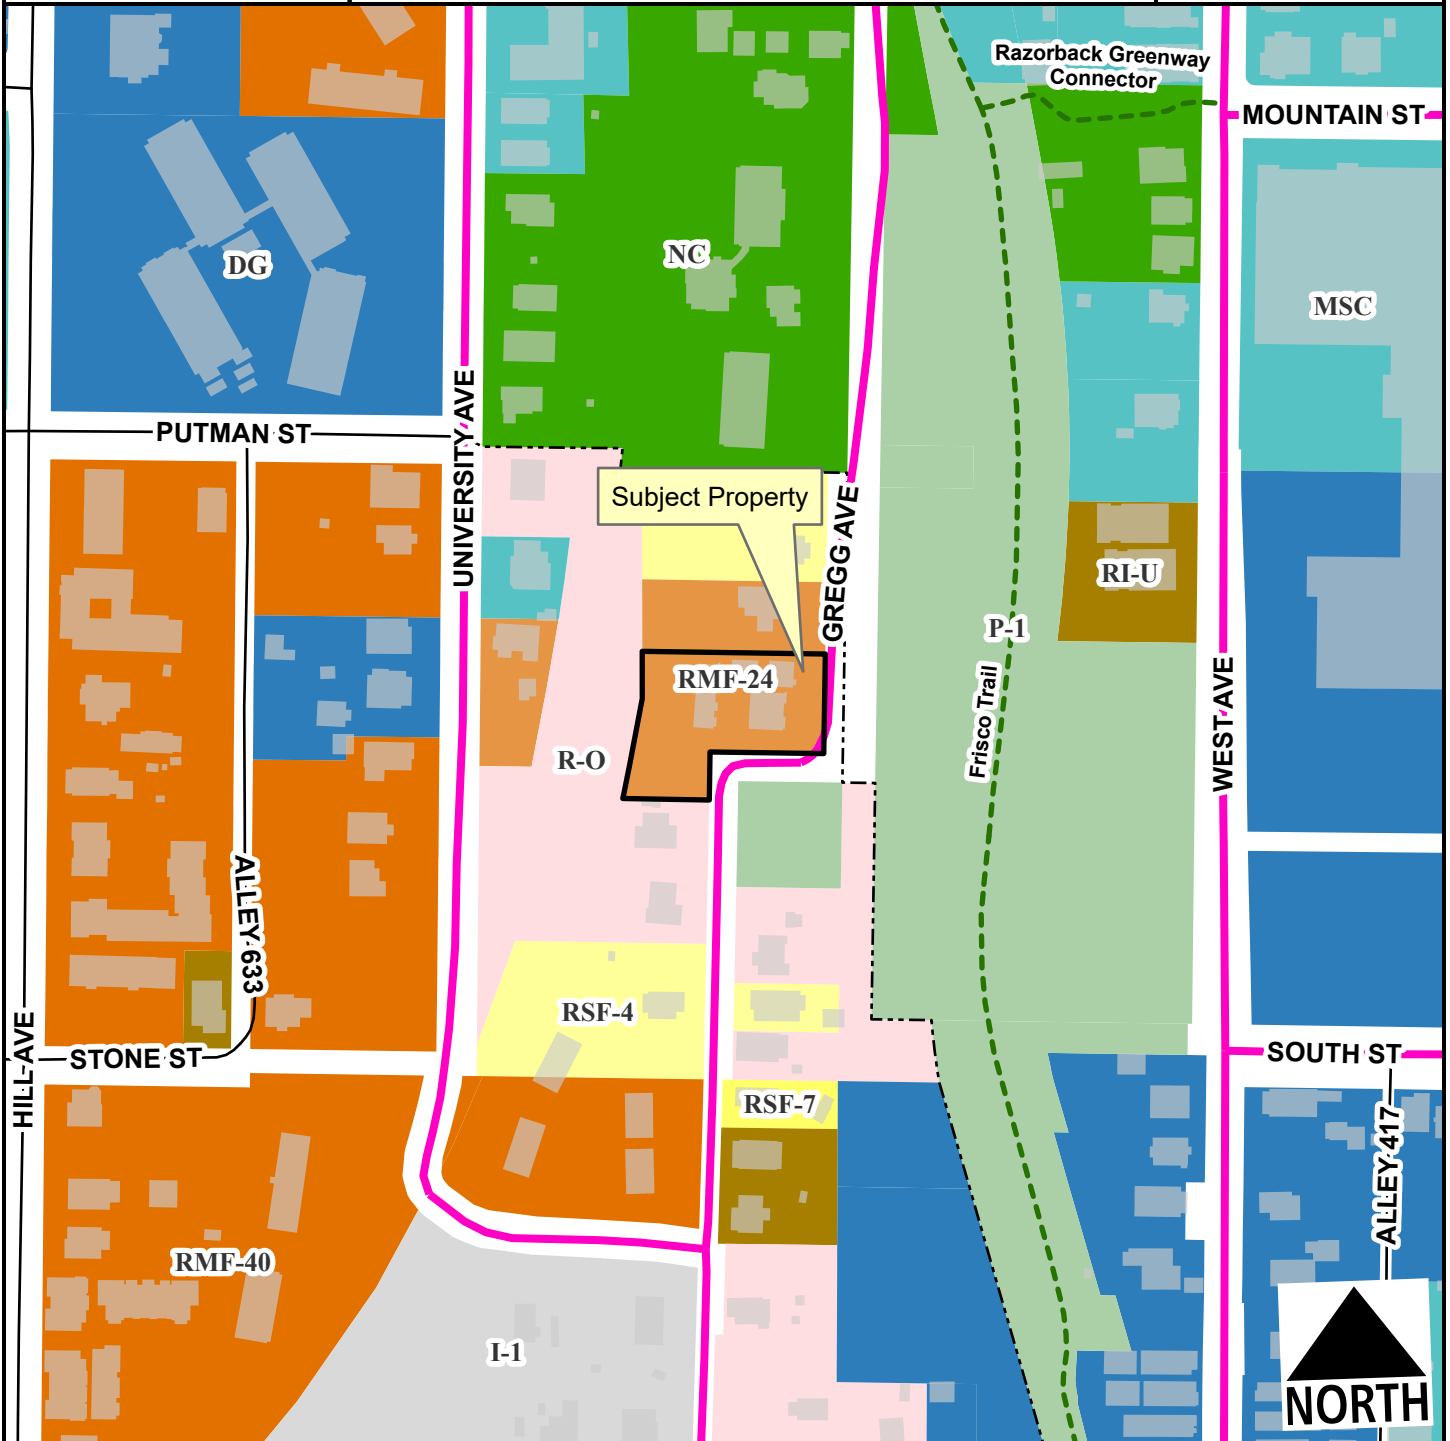 Razorback Greenway
Connector
MOUNTAIN ST
DG
NC
MSC
UNIVERSITY AVE
PUTMAN ST
Subject Property
GREGG AVE
RI-U
P-1
RMF-24
Frisco Trail
WEST AVE
R-O
ALLEY 633
RSF-4
HILL AVE
STONE ST
SOUTH ST
RSF-7
ALLEY 417
RMF-40
I-1
NORTH